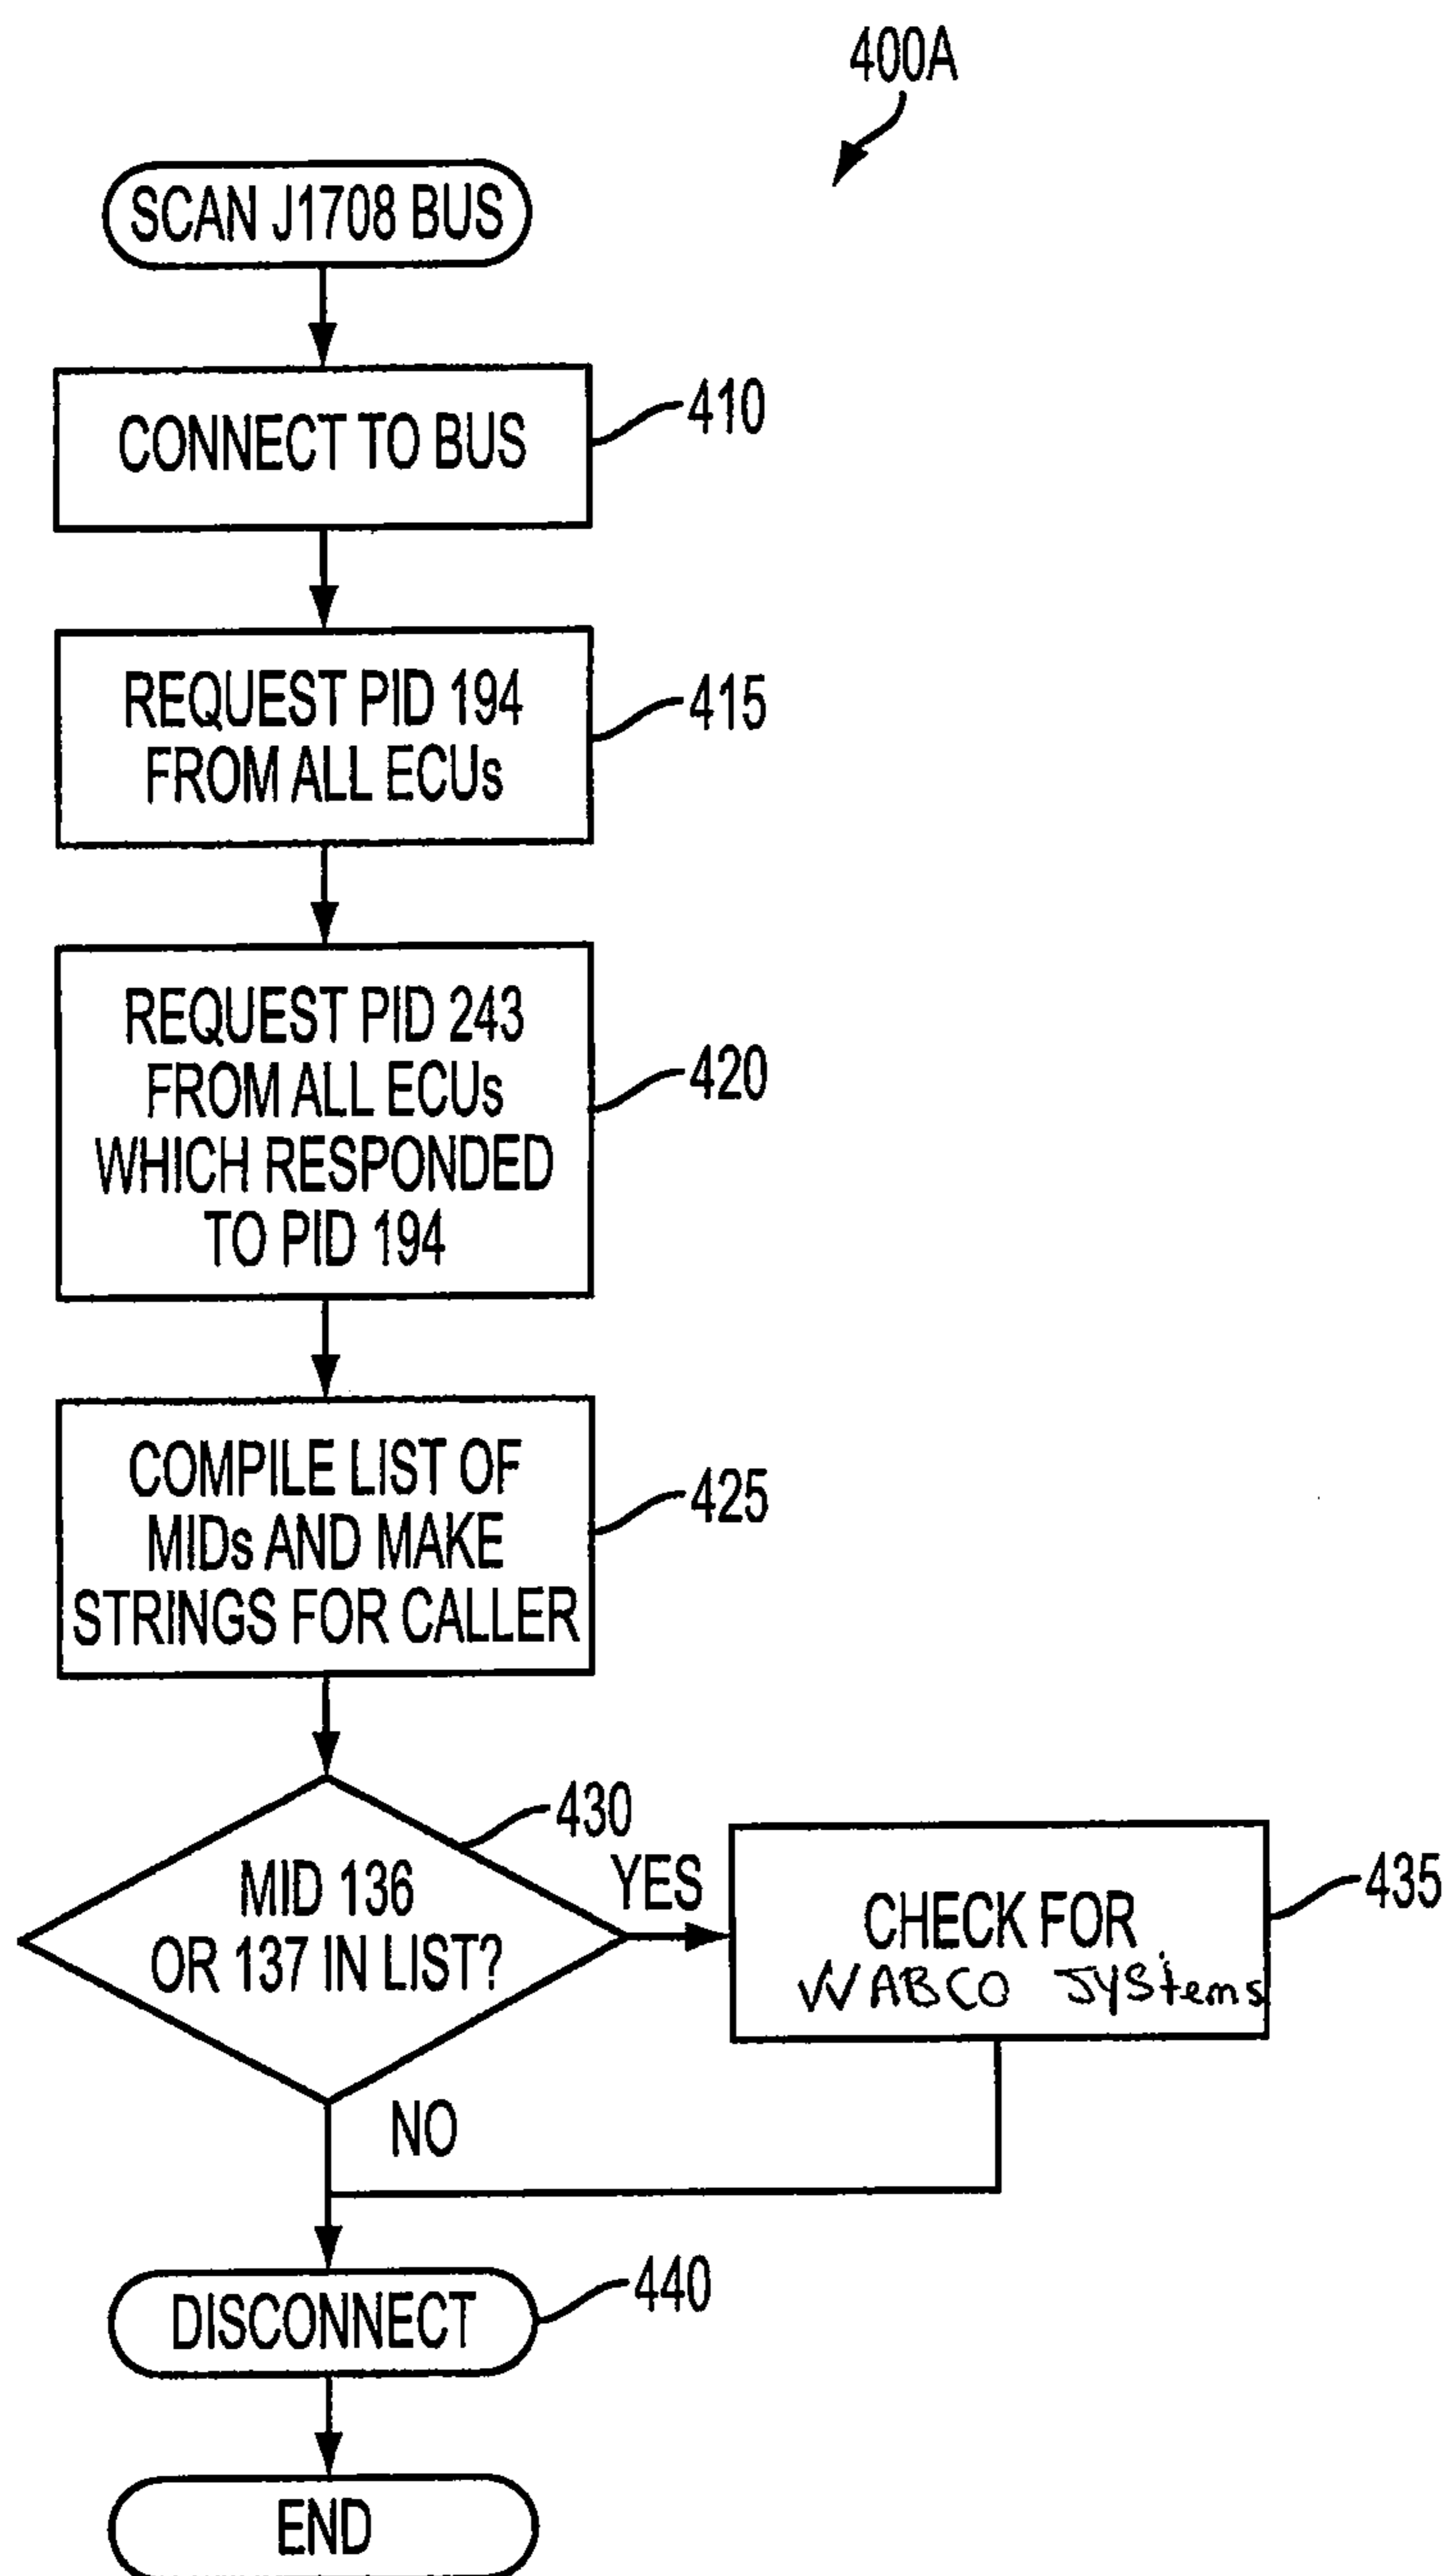 400A
SCAN J1708 BUS
CONNECT TO BUS
410
REQUEST PID 194
FROM ALL ECUs
415
REQUEST PID 243
FROM ALL ECUs
WHICH RESPONDED
TO PID 194
420
COMPILE LIST OF
MIDs AND MAKE
STRINGS FOR CALLER
425
430
MID 136
OR 137 IN LIST?
YES
CHECK FOR
WABCO SYStems
435
NO
DISCONNECT
440
END